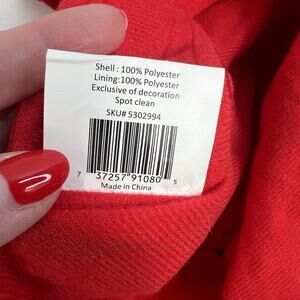 Shell : 100% Polyester
Lining:100% Polyester
Exclusive of decoration
Spot clean
SKU# 5302994
7 37257 91080 5
Made in China